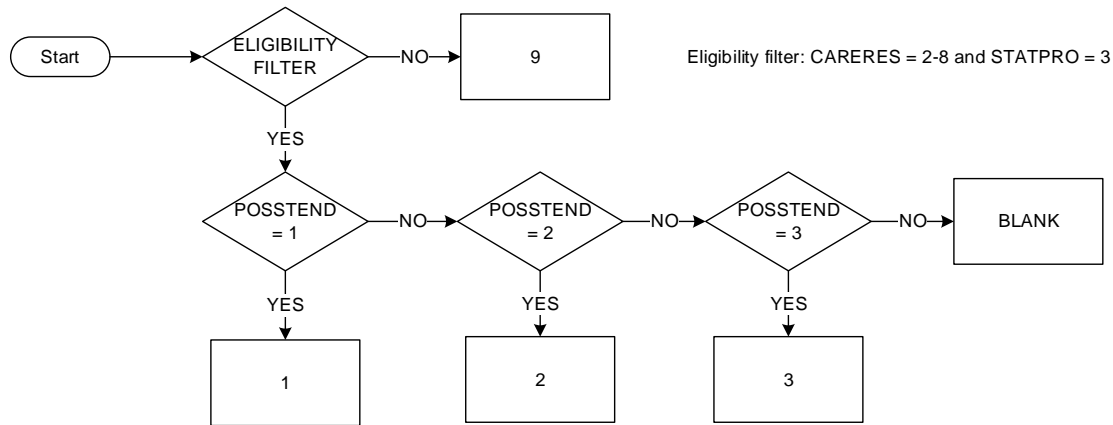 Start
ELIGIBILITY
FILTER
NO
9
Eligibility filter: CARERES = 2-8 and STATPRO = 3
YES
POSSTEND
= 1
NO
POSSTEND
= 2
NO
POSSTEND
= 3
NO
BLANK
YES
YES
YES
1
2
3